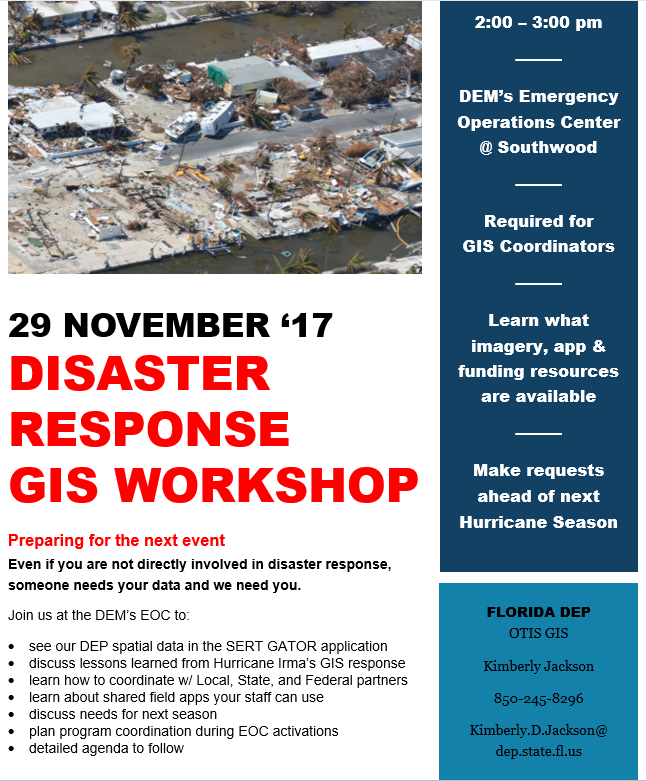 29 NOVEMBER ‘17
DISASTER
RESPONSE
GIS WORKSHOP
Preparing for the next event
Even if you are not directly involved in disaster response,
someone needs your data and we need you.
Join us at the DEM’s EOC to:
• see our DEP spatial data in the SERT GATOR application
• discuss lessons learned from Hurricane Irma’s GIS response
• learn how to coordinate w/ Local, State, and Federal partners
• learn about shared field apps your staff can use
• discuss needs for next season
• plan program coordination during EOC activations
• detailed agenda to follow
2:00 – 3:00 pm
DEM’s Emergency
Operations Center
@ Southwood
Required for
GIS Coordinators
Learn what
imagery, app &
funding resources
are available
Make requests
ahead of next
Hurricane Season
FLORIDA DEP
OTIS GIS
Kimberly Jackson
850-245-8296
Kimberly.D.Jackson@
dep.state.fl.us